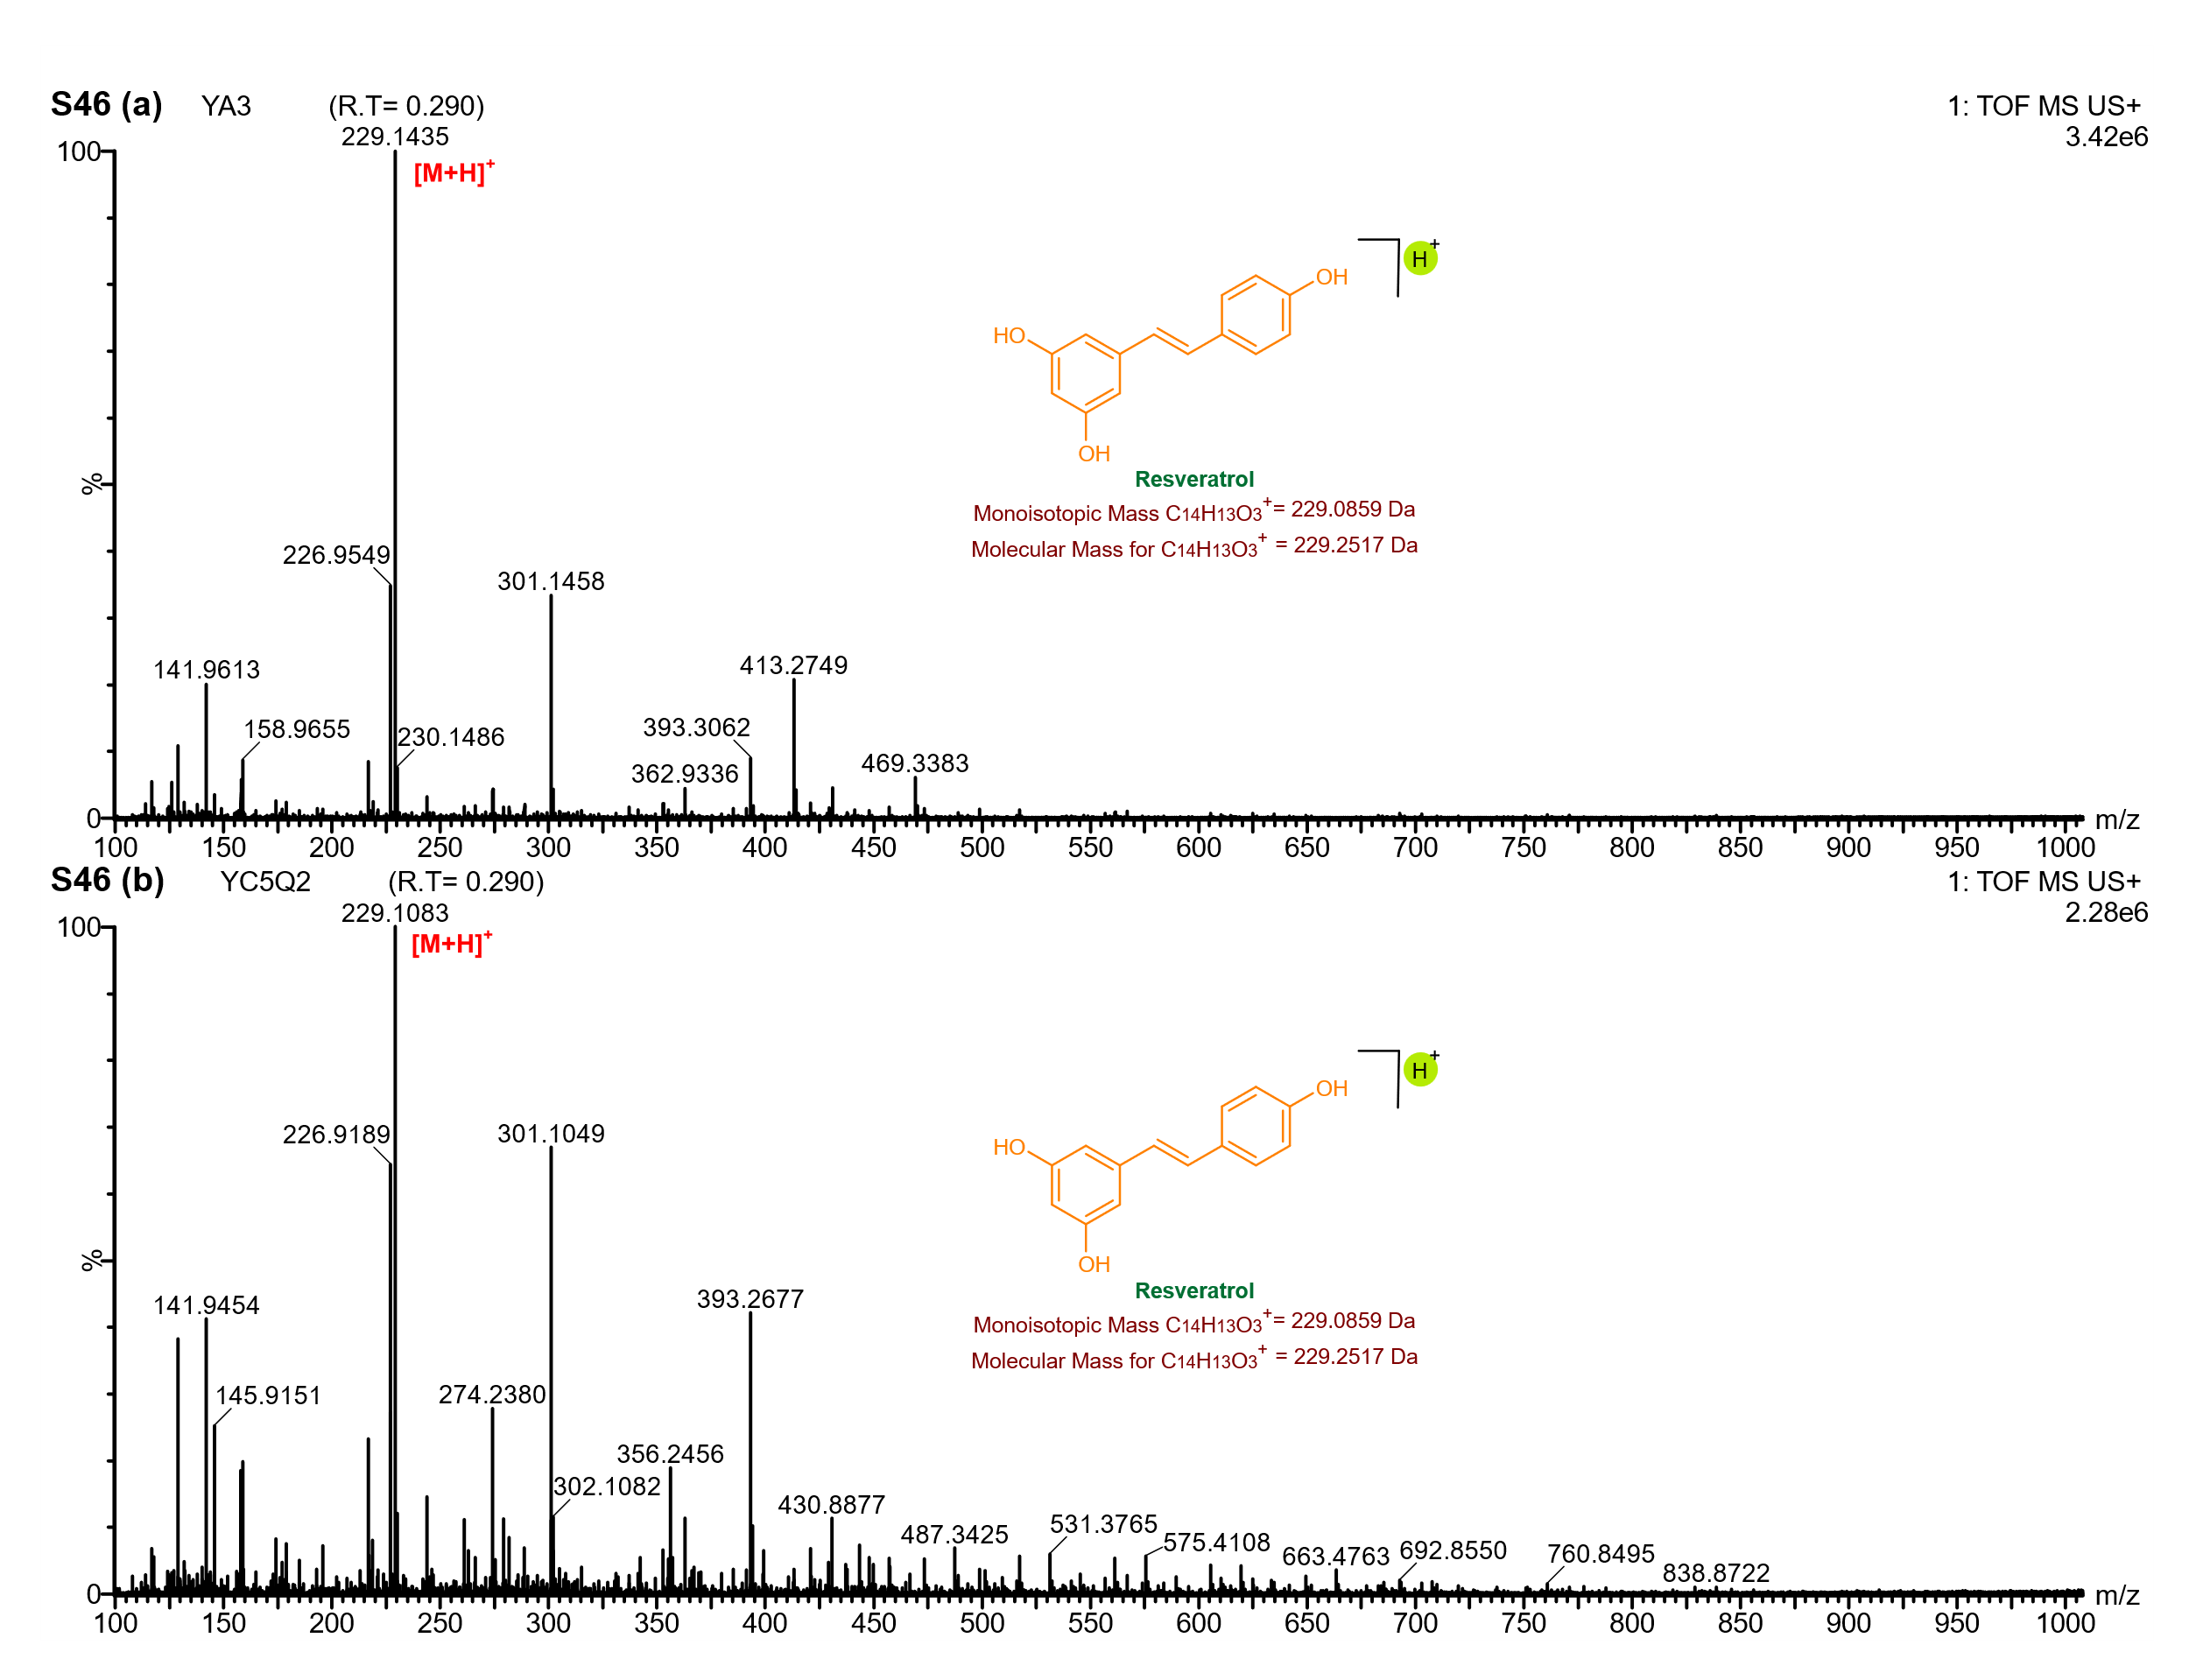 S46 (a) YA3 (R.T= 0.290) 1: TOF MS US+
3.42e6
229.1435
100
[M+H]+
H+
OH
HO
OH
Resveratrol
Monoisotopic Mass C14H13O3+= 229.0859 Da
Molecular Mass for C14H13O3+ = 229.2517 Da
%
226.9549
301.1458
141.9613
413.2749
158.9655
230.1486
393.3062
362.9336
469.3383
0
m/z
100 150 200 250 300 350 400 450 500 550 600 650 700 750 800 850 900 950 1000
S46 (b) YC5Q2 (R.T= 0.290) 1: TOF MS US+
2.28e6
229.1083
100
[M+H]+
H+
OH
HO
OH
Resveratrol
Monoisotopic Mass C14H13O3+= 229.0859 Da
Molecular Mass for C14H13O3+ = 229.2517 Da
%
226.9189
301.1049
141.9454
393.2677
145.9151
274.2380
356.2456
302.1082
430.8877
487.3425
531.3765
575.4108
663.4763
692.8550
760.8495
838.8722
0
m/z
100 150 200 250 300 350 400 450 500 550 600 650 700 750 800 850 900 950 1000